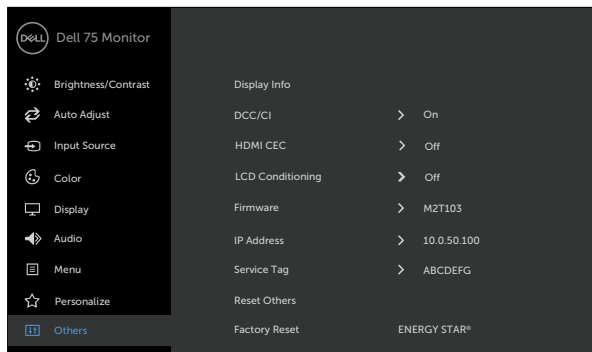 DELL Dell 75 Monitor
Brightness/Contrast
Auto Adjust
Input Source
Color
Display
Audio
Menu
Personalize
Others
Display Info
DCC/CI > On
HDMI CEC > Off
LCD Conditioning > Off
Firmware > M2T103
IP Address > 10.0.50.100
Service Tag > ABCDEFG
Reset Others
Factory Reset ENERGY STAR®